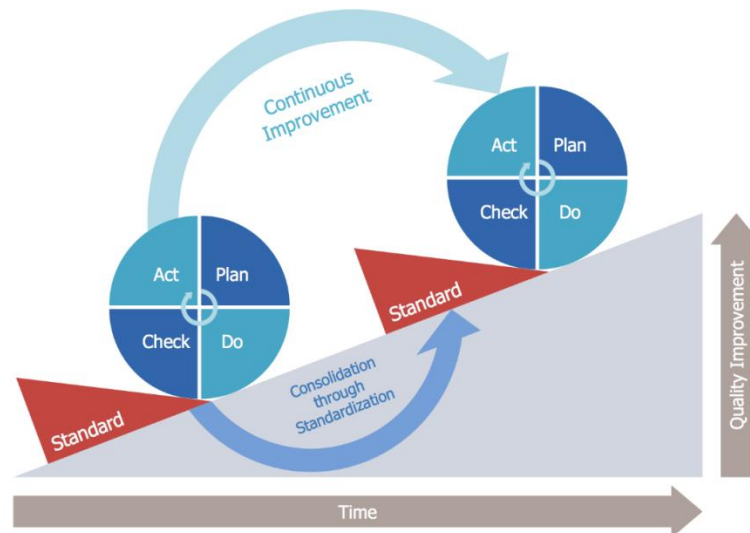 Continuous
Improvement
Act Plan
Check Do
Standard
Act Plan
Check Do
Standard
Consolidation
through
Standardization
Quality Improvement
Time